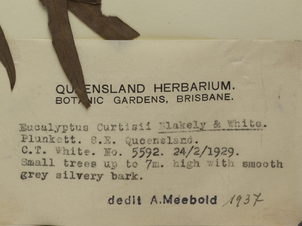 QUEENSLAND HERBARIUM.
BOTANIC GARDENS, BRISBANE.
Eucalyptus Curtisii Blakely & White.
Plunkett. S.E. Queensland.
C.T. White. No. 5592. 24/2/1929.
Small trees up to 7m. high with smooth
grey silvery bark.
dedit A.Meebold 1937